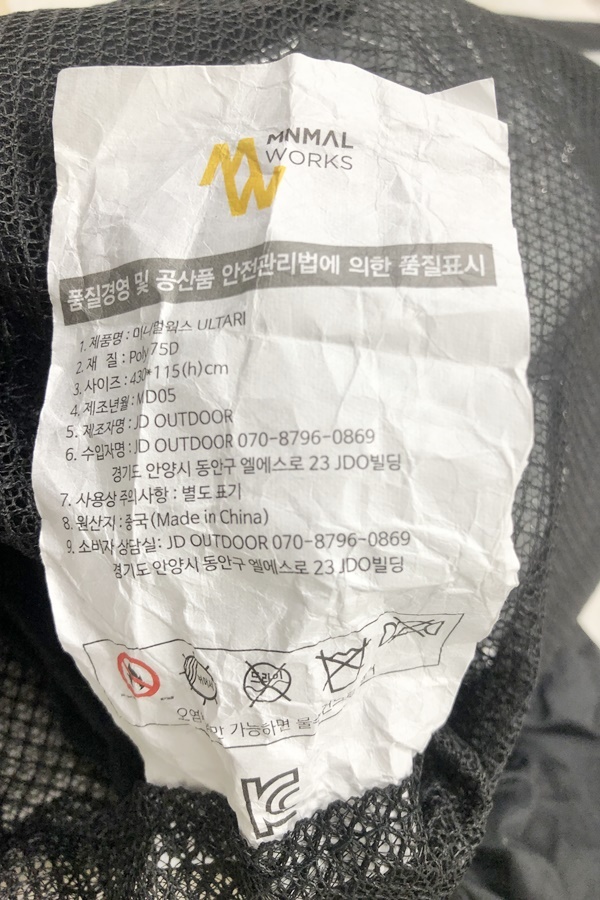 MNMAL
WORKS
품질경영 및 공산품 안전관리법에 의한 품질표시
1. 제품명 : 미니멀웍스 ULTARI
2. 재 질 : Poly 75D
3. 사이즈 : 430*115(h)cm
4. 제조년월 : MD05
5. 제조자명 : JD OUTDOOR
6. 수입자명 : JD OUTDOOR 070-8796-0869
경기도 안양시 동안구 엘에스로 23 JDO빌딩
7. 사용상 주의사항 : 별도 표기
8. 원산지 : 중국 (Made in China)
9. 소비자 상담실 : JD OUTDOOR 070-8796-0869
경기도 안양시 동안구 엘에스로 23 JDO빌딩
드라이
가능하면